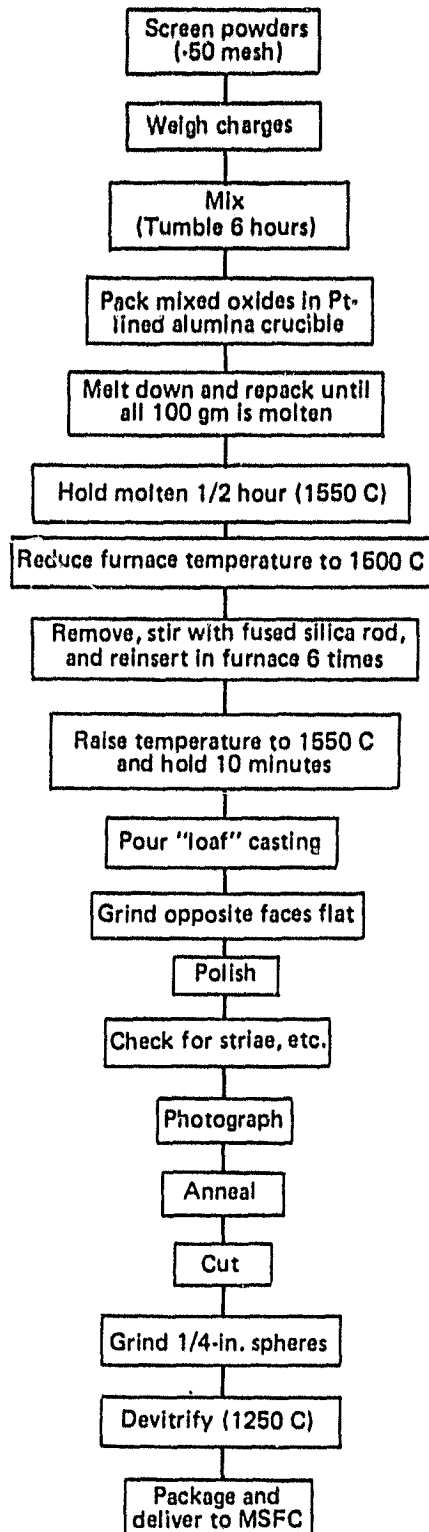 Screen powders
(-50 mesh)
Weigh charges
Mix
(Tumble 6 hours)
Pack mixed oxides in Pt-
lined alumina crucible
Melt down and repack until
all 100 gm is molten
Hold molten 1/2 hour (1550 C)
Reduce furnace temperature to 1500 C
Remove, stir with fused silica rod,
and reinsert in furnace 6 times
Raise temperature to 1550 C
and hold 10 minutes
Pour "loaf" casting
Grind opposite faces flat
Polish
Check for striae, etc.
Photograph
Anneal
Cut
Grind 1/4-in. spheres
Devitrify (1250 C)
Package and
deliver to MSFC